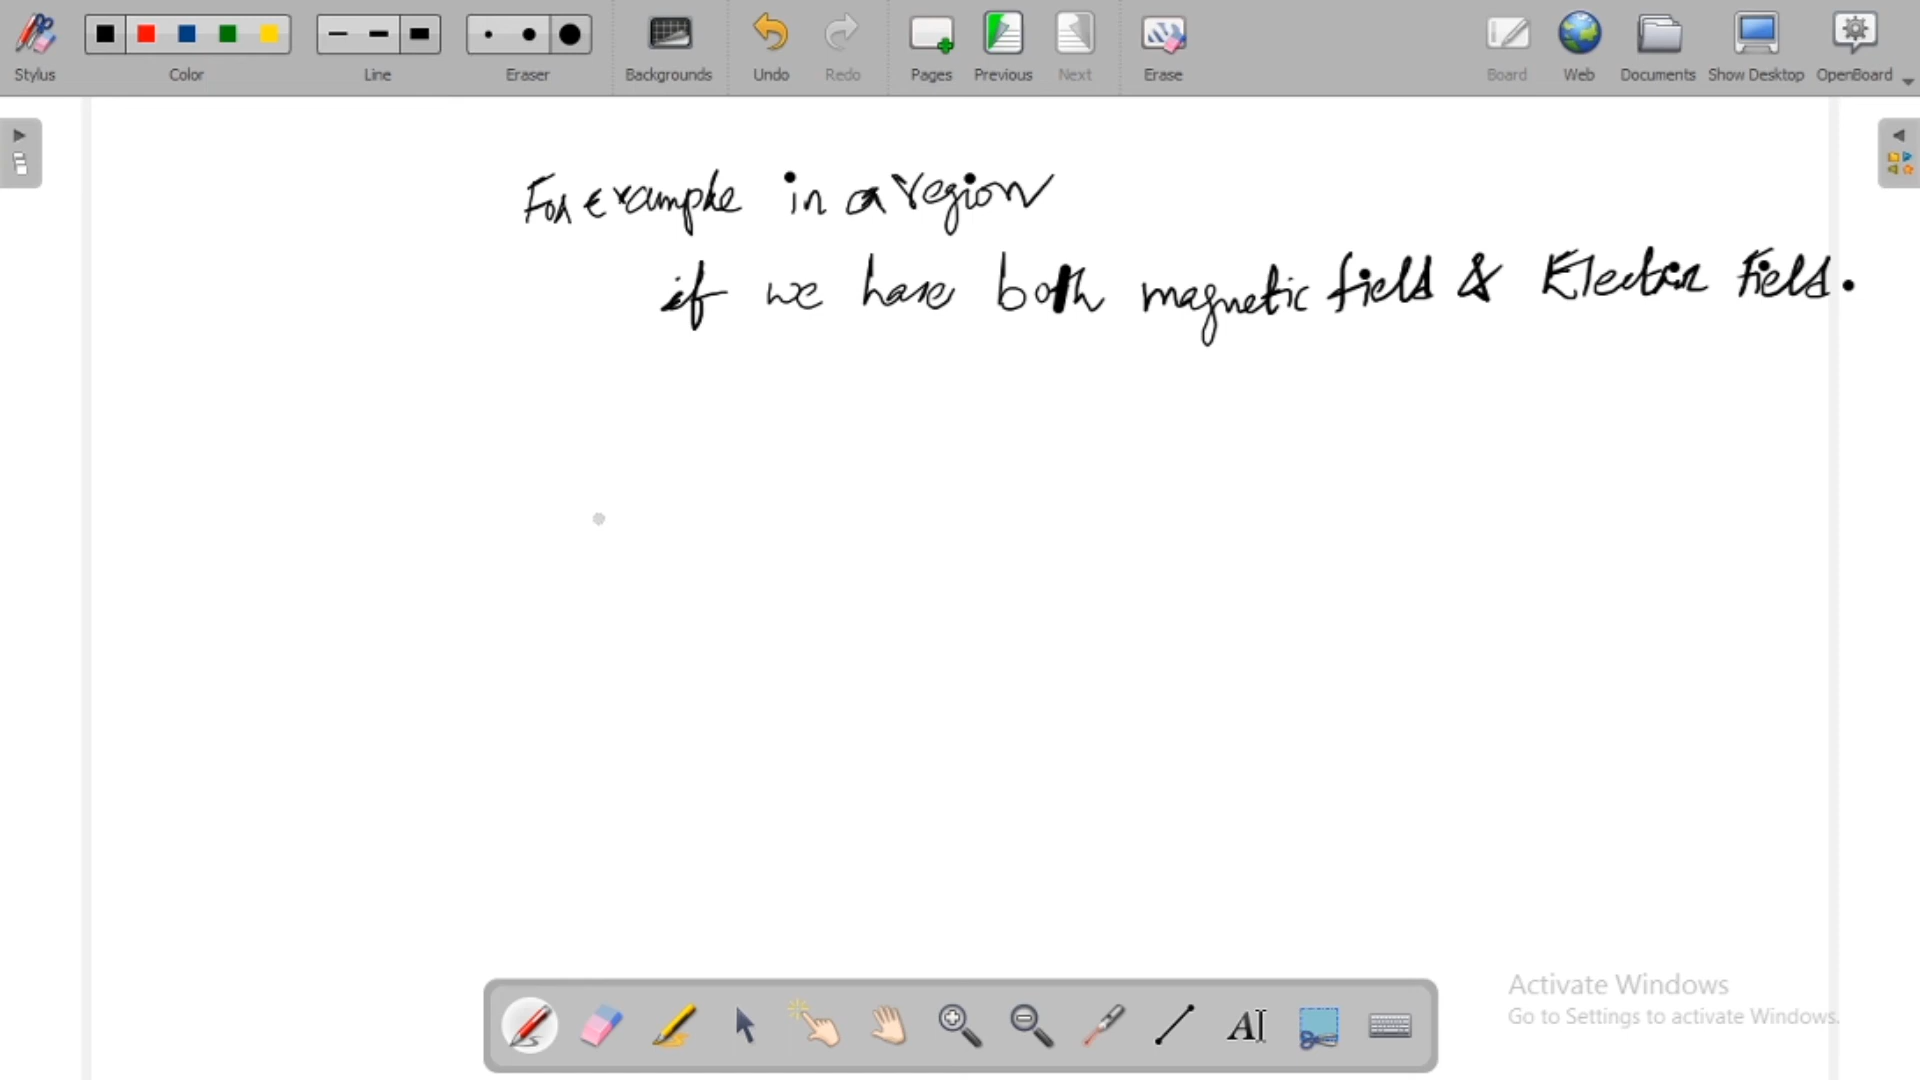 Stylus Color Line Eraser Backgrounds Undo Redo Pages Previous Next Erase Board Web Documents Show Desktop OpenBoard
For example in a region
if we have both magnetic field & Electric Field.
Activate Windows
Go to Settings to activate Windows.